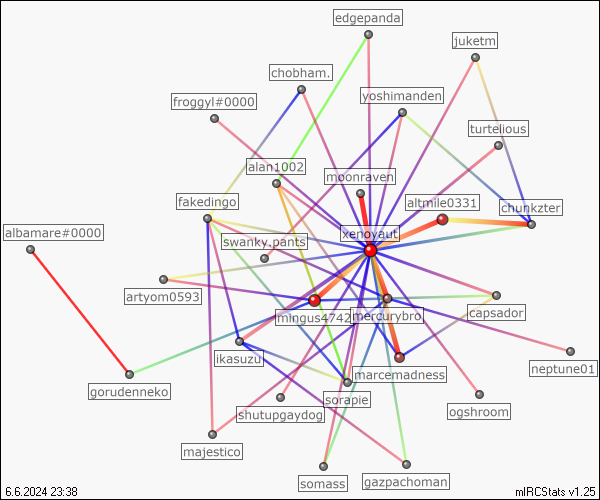 edgepanda
juketm
chobham.
yoshimanden
froggyl#0000
turtelious
alan1002
moonraven
fakedingo
altmile0331
chunkzter
albamare#0000
xenoyaut
swanky.pants
artyom0593
mingus4742
mercurybro
capsador
ikasuzu
neptune01
marcemadness
gorudenneko
sorapie
shutupgaydog
ogshroom
majestico
somass
gazpachoman
6.6.2024 23:38
mIRCStats v1.25